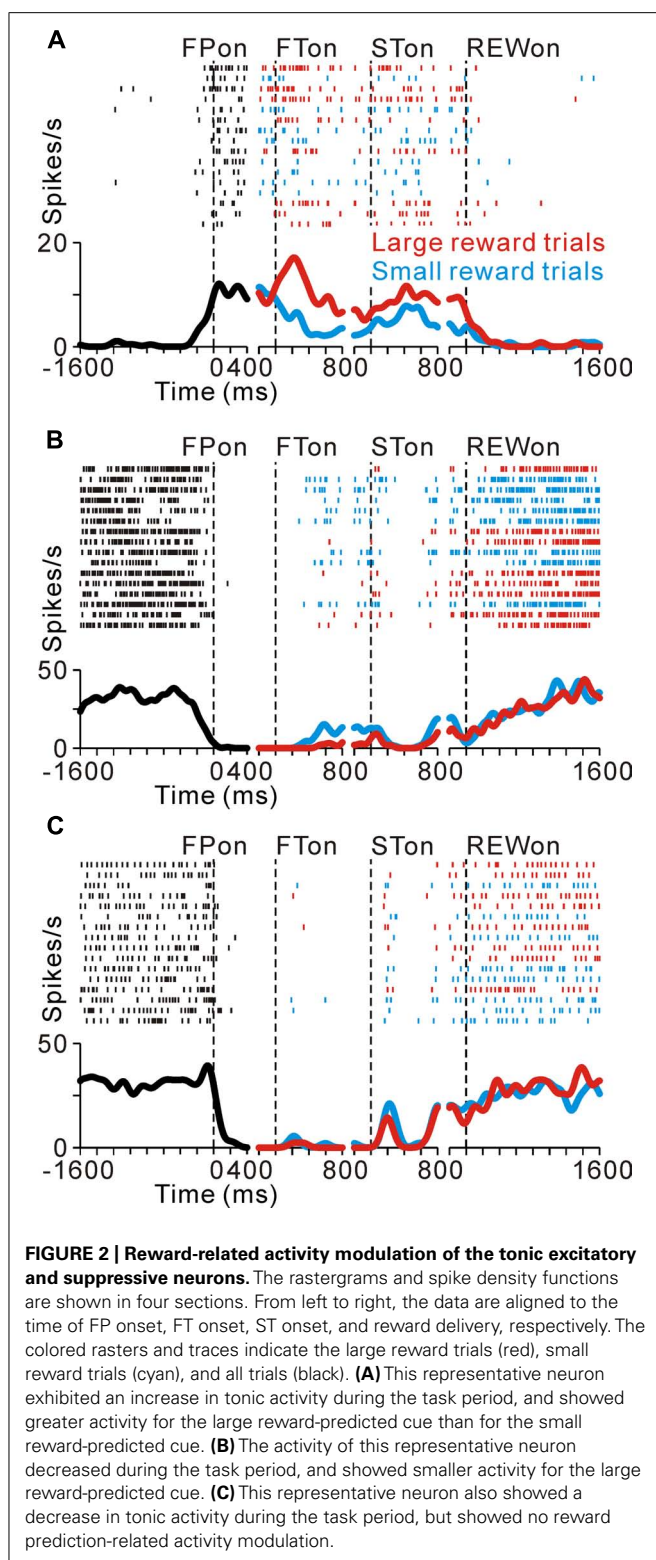 A
FPon FTon STon REWon
Spikes/s
20
Large reward trials
Small reward trials
0
-1600 0 400 800 800 1600
Time (ms)
B
FPon FTon STon REWon
Spikes/s
50
0
-1600 0 400 800 800 1600
Time (ms)
C
FPon FTon STon REWon
Spikes/s
50
0
-1600 0 400 800 800 1600
Time (ms)
FIGURE 2 | Reward-related activity modulation of the tonic excitatory
and suppressive neurons. The rastergrams and spike density functions
are shown in four sections. From left to right, the data are aligned to the
time of FP onset, FT onset, ST onset, and reward delivery, respectively. The
colored rasters and traces indicate the large reward trials (red), small
reward trials (cyan), and all trials (black). (A) This representative neuron
exhibited an increase in tonic activity during the task period, and showed
greater activity for the large reward-predicted cue than for the small
reward-predicted cue. (B) The activity of this representative neuron
decreased during the task period, and showed smaller activity for the large
reward-predicted cue. (C) This representative neuron also showed a
decrease in tonic activity during the task period, but showed no reward
prediction-related activity modulation.